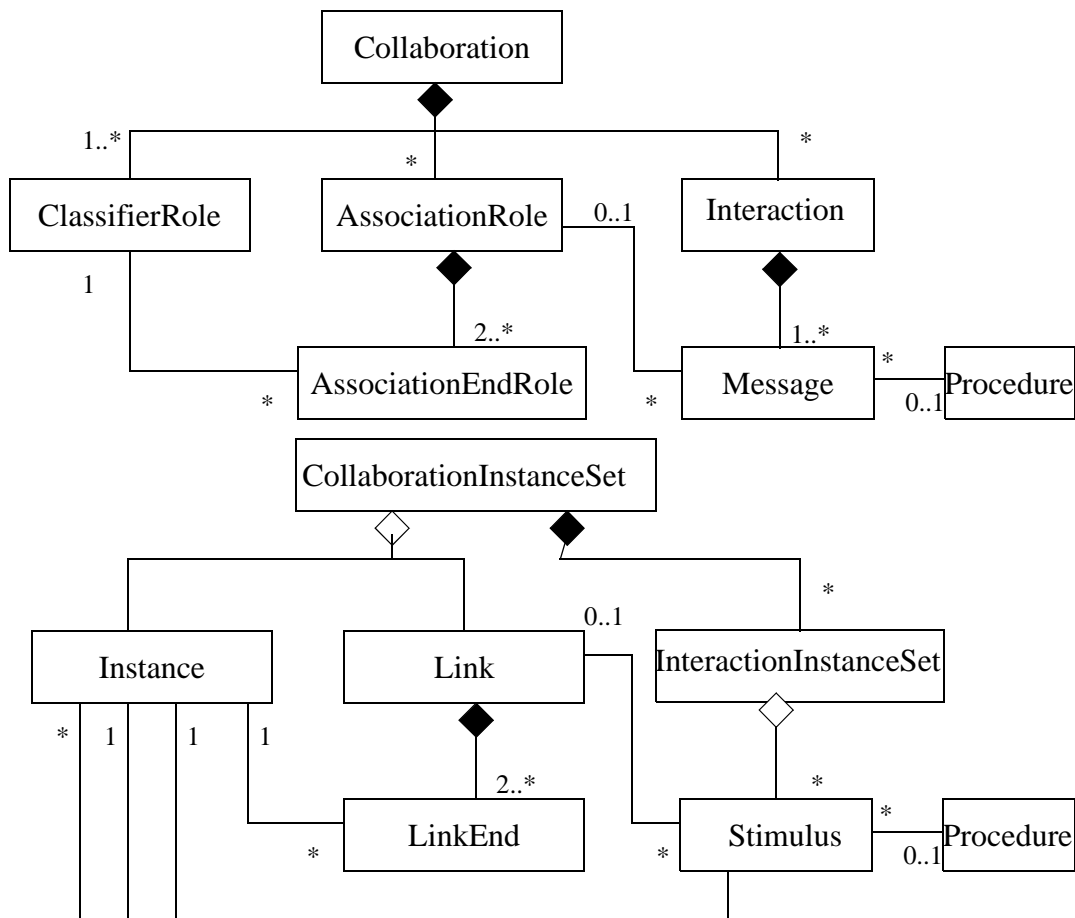 Collaboration
1..*
*
*
ClassifierRole
AssociationRole
0..1
Interaction
1
2..*
1..*
*
AssociationEndRole
*
*
Message
0..1
Procedure
CollaborationInstanceSet
*
0..1
Instance
Link
InteractionInstanceSet
*
1
1
1
2..*
*
*
LinkEnd
*
*
Stimulus
0..1
Procedure